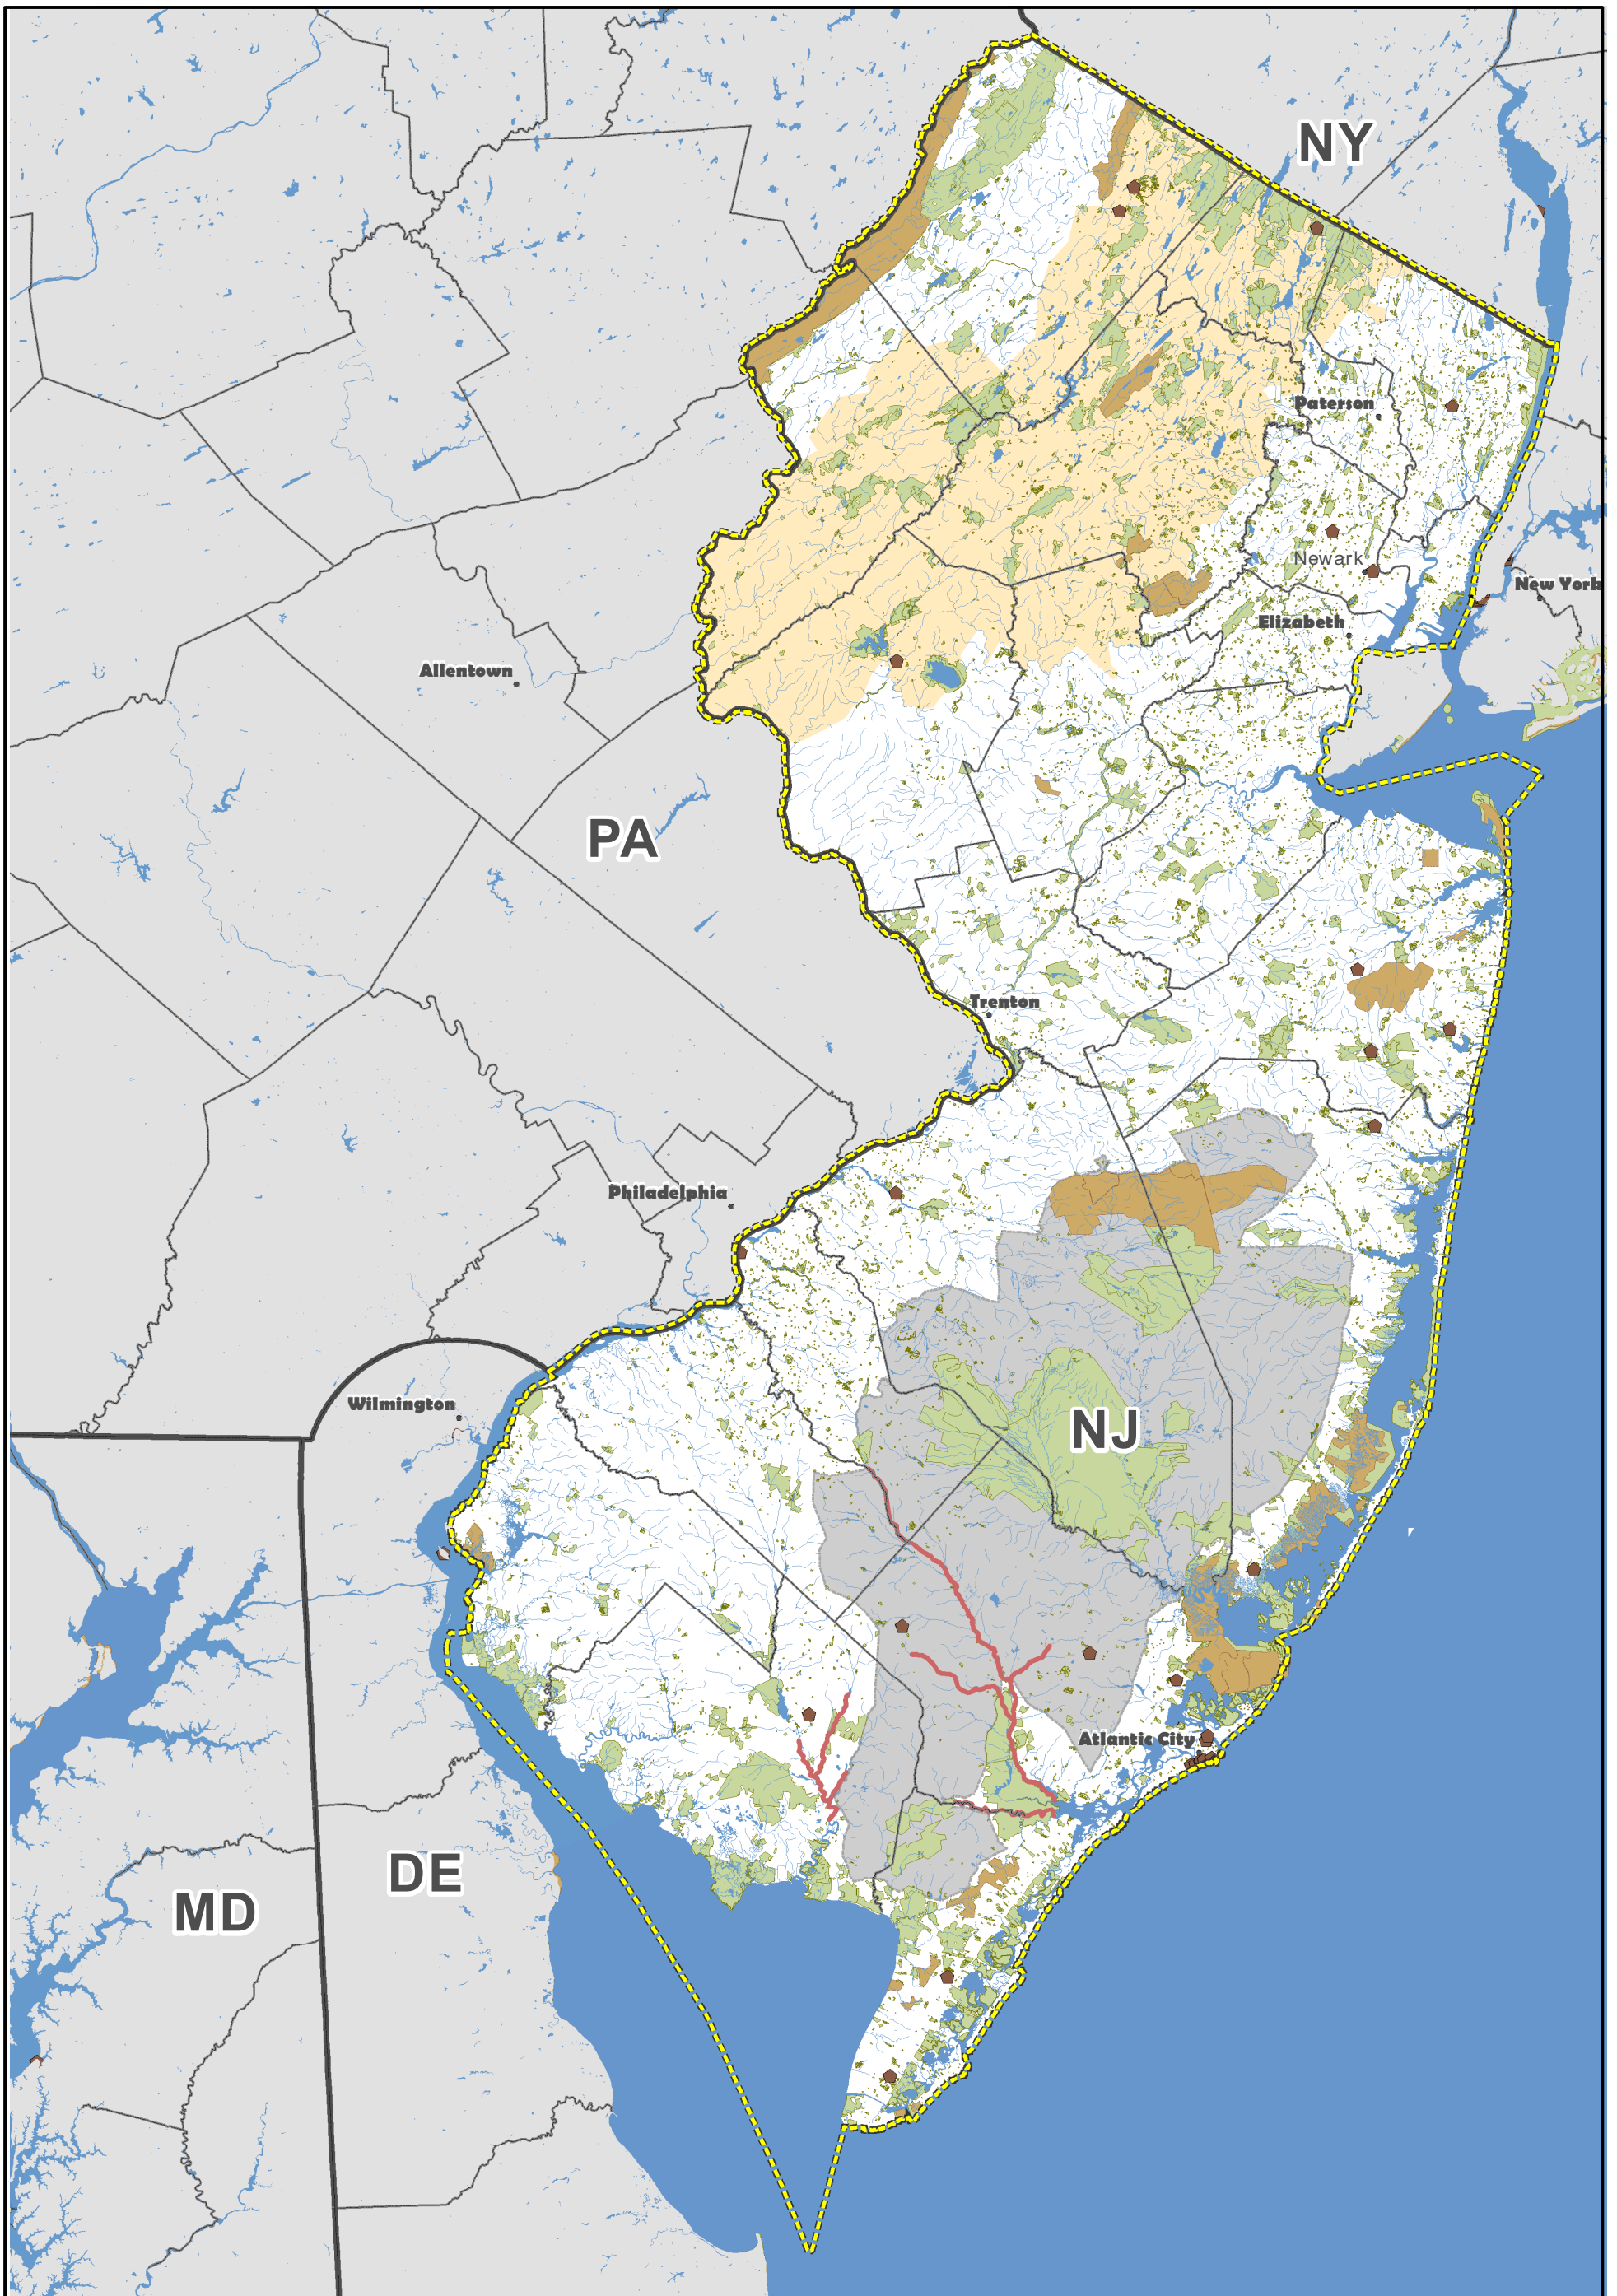 NY
Paterson
Newark
New York
Elizabeth
Allentown
PA
Trenton
Philadelphia
Wilmington
NJ
Atlantic City
DE
MD